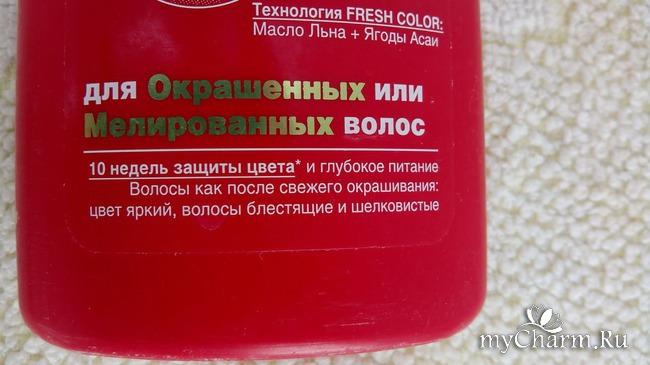 Технология FRESH COLOR:
Масло Льна + Ягоды Асаи
для Окрашенных или
Мелированных волос
10 недель защиты цвета* и глубокое питание
Волосы как после свежего окрашивания:
цвет яркий, волосы блестящие и шелковистые
myCharm.Ru